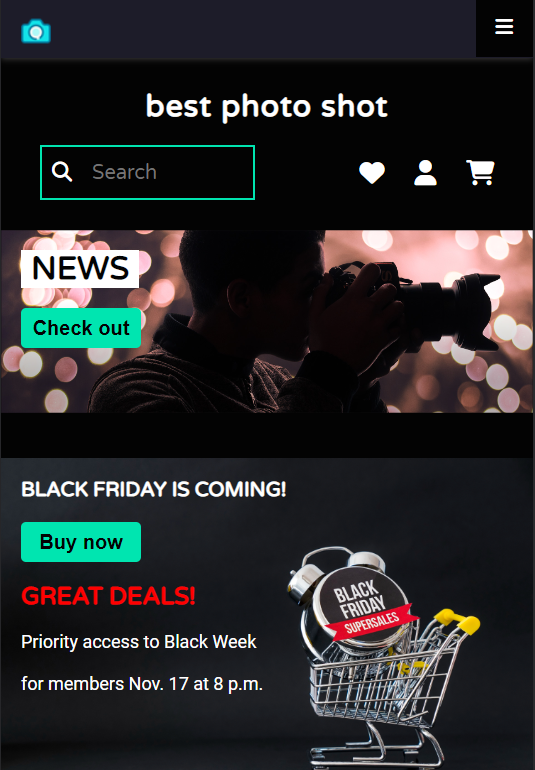 best photo shot
Search
NEWS
Check out
BLACK FRIDAY IS COMING!
Buy now
GREAT DEALS!
BLACK
FRIDAY
SUPERSALES
Priority access to Black Week
for members Nov. 17 at 8 p.m.